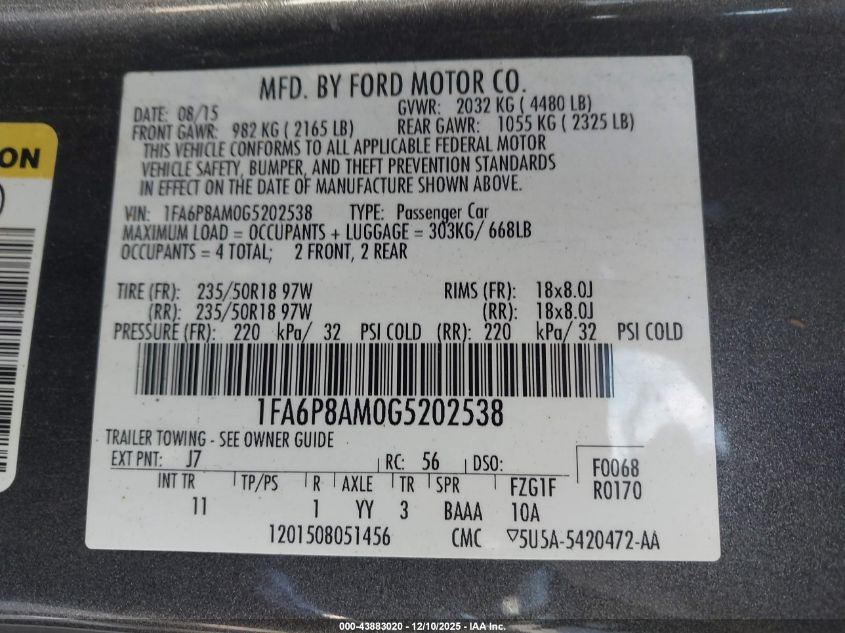 MFD. BY FORD MOTOR CO.
DATE: 08/15 GVWR: 2032 KG ( 4480 LB)
FRONT GAWR: 982 KG ( 2165 LB) REAR GAWR: 1055 KG ( 2325 LB)
THIS VEHICLE CONFORMS TO ALL APPLICABLE FEDERAL MOTOR
VEHICLE SAFETY, BUMPER, AND THEFT PREVENTION STANDARDS
IN EFFECT ON THE DATE OF MANUFACTURE SHOWN ABOVE.
ON
VIN: 1FA6P8AM0G5202538 TYPE: Passenger Car
MAXIMUM LOAD = OCCUPANTS + LUGGAGE = 303KG/ 668LB
OCCUPANTS = 4 TOTAL; 2 FRONT, 2 REAR
TIRE (FR): 235/50R18 97W RIMS (FR): 18x8.0J
(RR): 235/50R18 97W (RR): 18x8.0J
PRESSURE (FR): 220 kPa/ 32 PSI COLD (RR): 220 kPa/ 32 PSI COLD
1FA6P8AM0G5202538
TRAILER TOWING - SEE OWNER GUIDE
EXT PNT: J7 RC: 56 DSO: F0068
INT TR TP/PS R AXLE TR SPR FZG1F R0170
11 1 YY 3 BAAA 10A
1201508051456 CMC ▽5U5A-5420472-AA
000-43883020 - 12/10/2025 - IAA Inc.